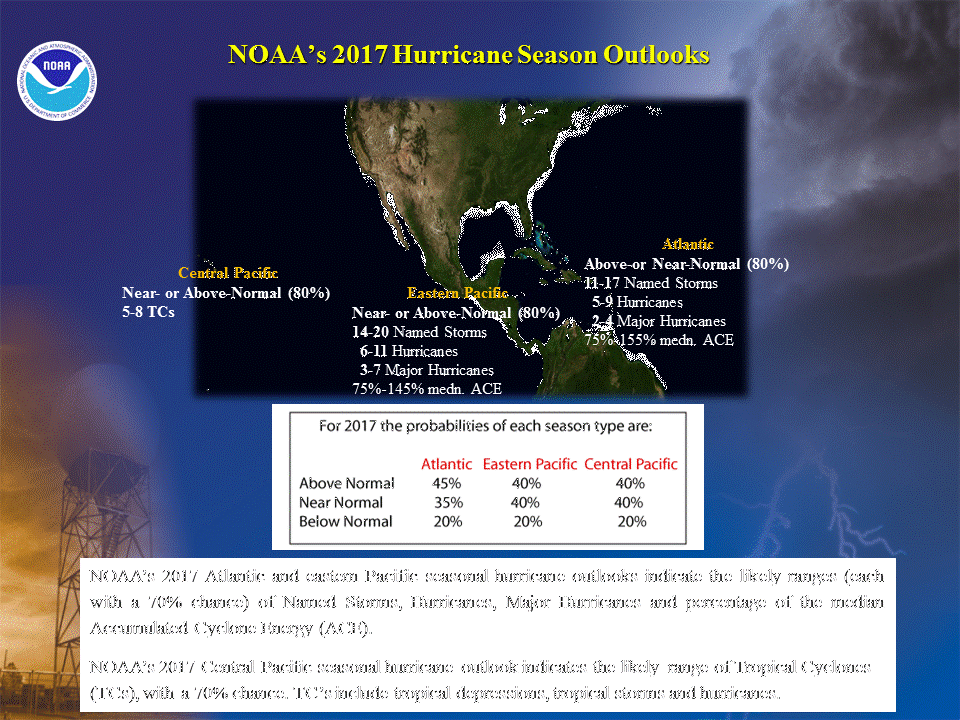 NOAA's 2017 Hurricane Season Outlooks
NATIONAL OCEANIC AND ATMOSPHERIC ADMINISTRATION
NOAA
U.S. DEPARTMENT OF COMMERCE
Central Pacific
Near- or Above-Normal (80%)
5-8 TCs
Eastern Pacific
Near- or Above-Normal (80%)
14-20 Named Storms
6-11 Hurricanes
3-7 Major Hurricanes
75%-145% medn. ACE
Atlantic
Above-or Near-Normal (80%)
11-17 Named Storms
5-9 Hurricanes
2-4 Major Hurricanes
75%-155% medn. ACE
For 2017 the probabilities of each season type are:
Atlantic Eastern Pacific Central Pacific
Above Normal 45% 40% 40%
Near Normal 35% 40% 40%
Below Normal 20% 20% 20%
NOAA's 2017 Atlantic and eastern Pacific seasonal hurricane outlooks indicate the likely ranges (each
with a 70% chance) of Named Storms, Hurricanes, Major Hurricanes and percentage of the median
Accumulated Cyclone Energy (ACE).
NOAA's 2017 Central Pacific seasonal hurricane outlook indicates the likely range of Tropical Cyclones
(TCs), with a 70% chance. TC's include tropical depressions, tropical storms and hurricanes.